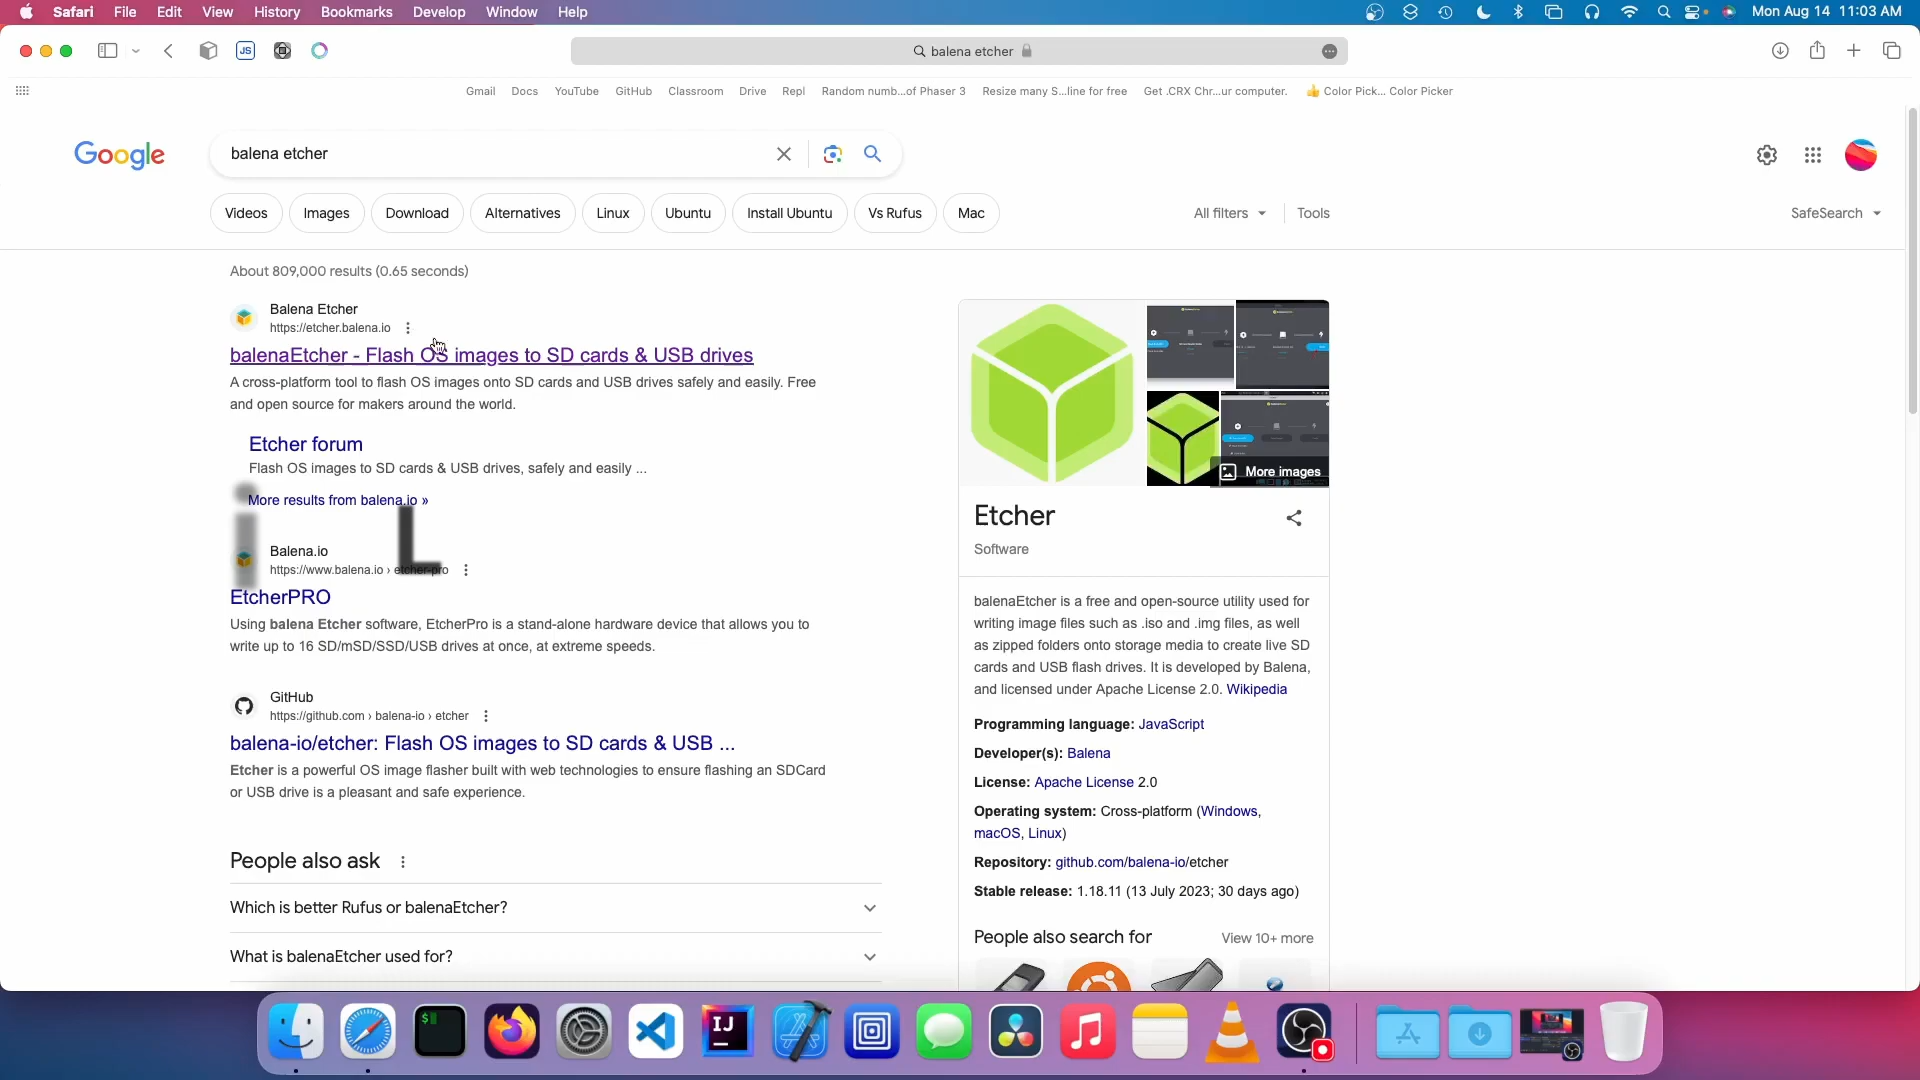 Safari File Edit View History Bookmarks Develop Window Help
Mon Aug 14 11:03 AM
JS
balena etcher
Gmail Docs YouTube GitHub Classroom Drive Repl Random numb...of Phaser 3 Resize many S...line for free Get .CRX Chr...ur computer. 👍 Color Pick... Color Picker
Google
balena etcher
Videos Images Download Alternatives Linux Ubuntu Install Ubuntu Vs Rufus Mac
All filters Tools
SafeSearch
About 809,000 results (0.65 seconds)
Balena Etcher
https://etcher.balena.io
balenaEtcher - Flash OS images to SD cards & USB drives
A cross-platform tool to flash OS images onto SD cards and USB drives safely and easily. Free
and open source for makers around the world.
Etcher forum
Flash OS images to SD cards & USB drives, safely and easily ...
More results from balena.io »
i L
Balena.io
https://www.balena.io › etcher-pro
EtcherPRO
Using balena Etcher software, EtcherPro is a stand-alone hardware device that allows you to
write up to 16 SD/mSD/SSD/USB drives at once, at extreme speeds.
GitHub
https://github.com › balena-io › etcher
balena-io/etcher: Flash OS images to SD cards & USB ...
Etcher is a powerful OS image flasher built with web technologies to ensure flashing an SDCard
or USB drive is a pleasant and safe experience.
People also ask
Which is better Rufus or balenaEtcher?
What is balenaEtcher used for?
More images
Etcher
Software
balenaEtcher is a free and open-source utility used for
writing image files such as .iso and .img files, as well
as zipped folders onto storage media to create live SD
cards and USB flash drives. It is developed by Balena,
and licensed under Apache License 2.0. Wikipedia
Programming language: JavaScript
Developer(s): Balena
License: Apache License 2.0
Operating system: Cross-platform (Windows,
macOS, Linux)
Repository: github.com/balena-io/etcher
Stable release: 1.18.11 (13 July 2023; 30 days ago)
People also search for
View 10+ more
$
IJ